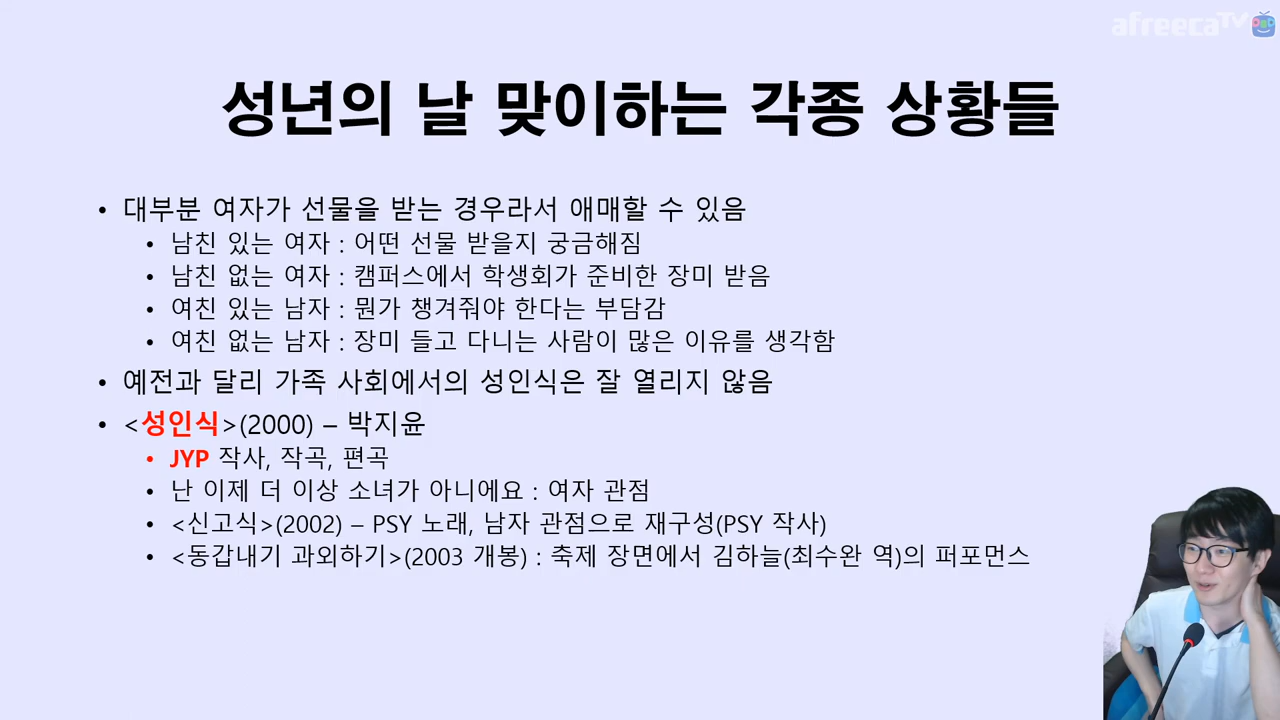 afreecaTV
성년의 날 맞이하는 각종 상황들
• 대부분 여자가 선물을 받는 경우라서 애매할 수 있음
• 남친 있는 여자 : 어떤 선물 받을지 궁금해짐
• 남친 없는 여자 : 캠퍼스에서 학생회가 준비한 장미 받음
• 여친 있는 남자 : 뭔가 챙겨줘야 한다는 부담감
• 여친 없는 남자 : 장미 들고 다니는 사람이 많은 이유를 생각함
• 예전과 달리 가족 사회에서의 성인식은 잘 열리지 않음
• <성인식>(2000) – 박지윤
• JYP 작사, 작곡, 편곡
• 난 이제 더 이상 소녀가 아니에요 : 여자 관점
• <신고식>(2002) – PSY 노래, 남자 관점으로 재구성(PSY 작사)
• <동갑내기 과외하기>(2003 개봉) : 축제 장면에서 김하늘(최수완 역)의 퍼포먼스